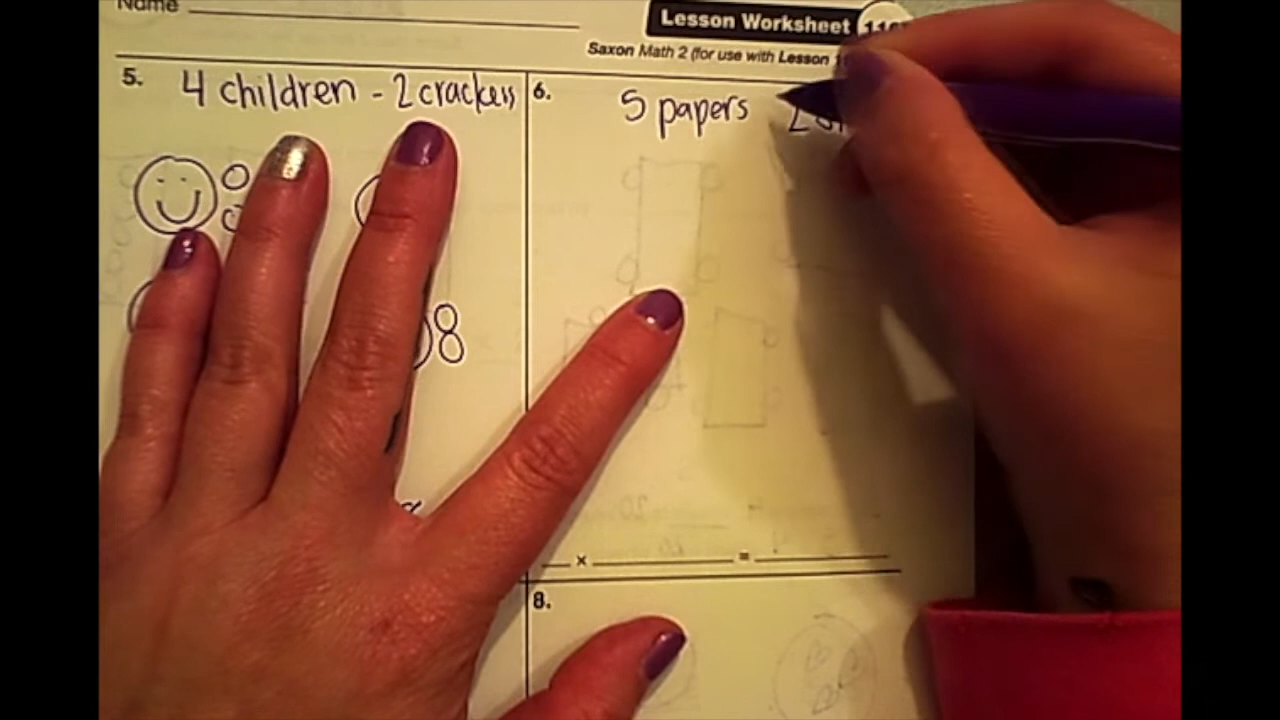 Name
Lesson Worksheet
Saxon Math 2 (for use with Lesson
5. 4 children - 2 crackers
6. 5 papers 2
8
x =
8.